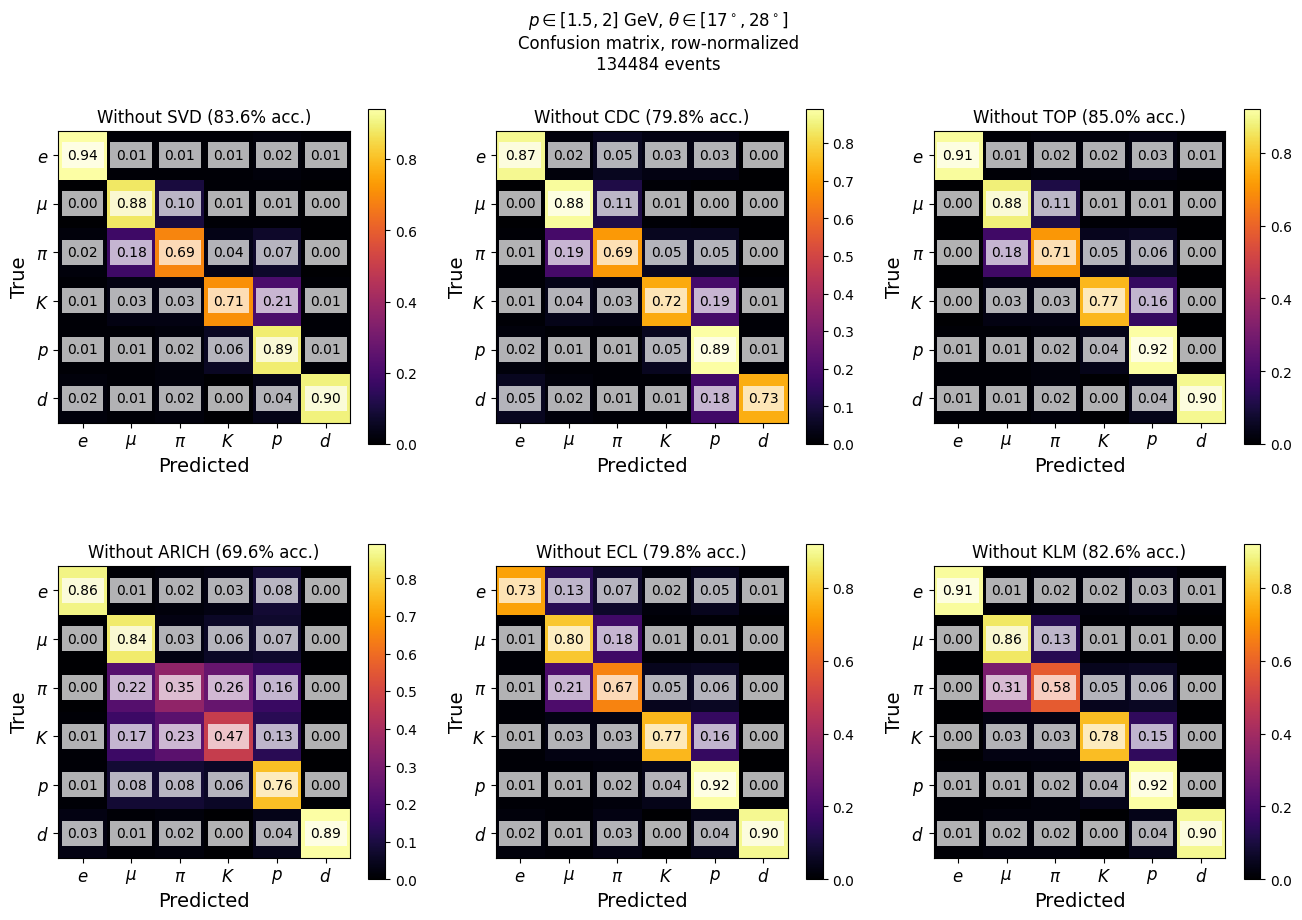 p ∈ [1.5, 2] GeV, θ ∈ [17°, 28°]
Confusion matrix, row-normalized
134484 events
Without SVD (83.6% acc.)
True
e 0.94 0.01 0.01 0.01 0.02 0.01
μ 0.00 0.88 0.10 0.01 0.01 0.00
π 0.02 0.18 0.69 0.04 0.07 0.00
K 0.01 0.03 0.03 0.71 0.21 0.01
p 0.01 0.01 0.02 0.06 0.89 0.01
d 0.02 0.01 0.02 0.00 0.04 0.90
e μ π K p d
Predicted
0.8
0.6
0.4
0.2
0.0
Without CDC (79.8% acc.)
True
e 0.87 0.02 0.05 0.03 0.03 0.00
μ 0.00 0.88 0.11 0.01 0.00 0.00
π 0.01 0.19 0.69 0.05 0.05 0.00
K 0.01 0.04 0.03 0.72 0.19 0.01
p 0.02 0.01 0.01 0.05 0.89 0.01
d 0.05 0.02 0.01 0.01 0.18 0.73
e μ π K p d
Predicted
0.8
0.7
0.6
0.5
0.4
0.3
0.2
0.1
0.0
Without TOP (85.0% acc.)
True
e 0.91 0.01 0.02 0.02 0.03 0.01
μ 0.00 0.88 0.11 0.01 0.01 0.00
π 0.00 0.18 0.71 0.05 0.06 0.00
K 0.00 0.03 0.03 0.77 0.16 0.00
p 0.01 0.01 0.02 0.04 0.92 0.00
d 0.01 0.01 0.02 0.00 0.04 0.90
e μ π K p d
Predicted
0.8
0.6
0.4
0.2
0.0
Without ARICH (69.6% acc.)
True
e 0.86 0.01 0.02 0.03 0.08 0.00
μ 0.00 0.84 0.03 0.06 0.07 0.00
π 0.00 0.22 0.35 0.26 0.16 0.00
K 0.01 0.17 0.23 0.47 0.13 0.00
p 0.01 0.08 0.08 0.06 0.76 0.00
d 0.03 0.01 0.02 0.00 0.04 0.89
e μ π K p d
Predicted
0.8
0.7
0.6
0.5
0.4
0.3
0.2
0.1
0.0
Without ECL (79.8% acc.)
True
e 0.73 0.13 0.07 0.02 0.05 0.01
μ 0.01 0.80 0.18 0.01 0.01 0.00
π 0.01 0.21 0.67 0.05 0.06 0.00
K 0.01 0.03 0.03 0.77 0.16 0.00
p 0.01 0.01 0.02 0.04 0.92 0.00
d 0.02 0.01 0.03 0.00 0.04 0.90
e μ π K p d
Predicted
0.8
0.6
0.4
0.2
0.0
Without KLM (82.6% acc.)
True
e 0.91 0.01 0.02 0.02 0.03 0.01
μ 0.00 0.86 0.13 0.01 0.01 0.00
π 0.00 0.31 0.58 0.05 0.06 0.00
K 0.00 0.03 0.03 0.78 0.15 0.00
p 0.01 0.01 0.02 0.04 0.92 0.00
d 0.01 0.02 0.02 0.00 0.04 0.90
e μ π K p d
Predicted
0.8
0.6
0.4
0.2
0.0